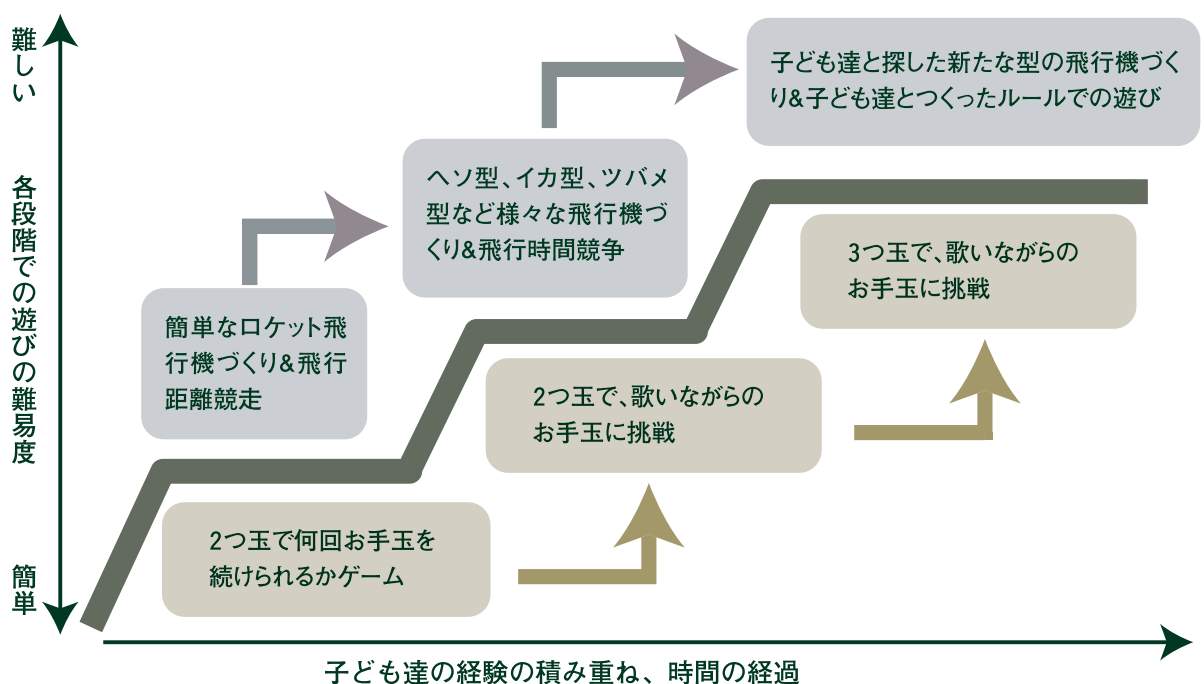 難しい
各段階での遊びの難易度
簡単
子ども達と探した新たな型の飛行機づく
り&子ども達とつくったルールでの遊び
ヘソ型、イカ型、ツバメ
型など様々な飛行機づ
くり&飛行時間競争
簡単なロケット飛
行機づくり&飛行
距離競走
3つ玉で、歌いながらの
お手玉に挑戦
2つ玉で、歌いながらの
お手玉に挑戦
2つ玉で何回お手玉を
続けられるかゲーム
子ども達の経験の積み重ね、時間の経過